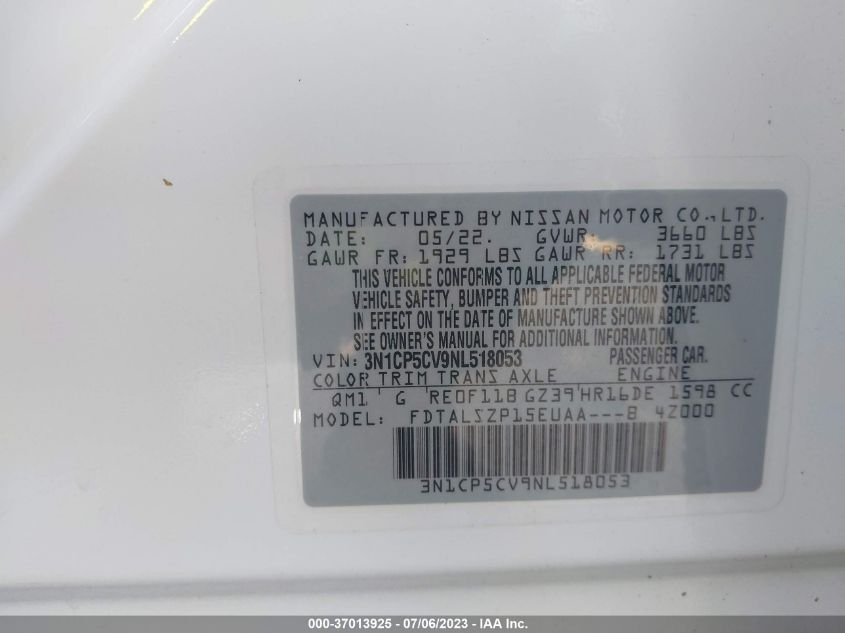 MANUFACTURED BY NISSAN MOTOR CO., LTD.
DATE: 05/22. GVWR: 3660 LBS
GAWR FR: 1929 LBS GAWR RR: 1731 LBS
THIS VEHICLE CONFORMS TO ALL APPLICABLE FEDERAL MOTOR
VEHICLE SAFETY, BUMPER AND THEFT PREVENTION STANDARDS
IN EFFECT ON THE DATE OF MANUFACTURE SHOWN ABOVE.
SEE OWNER'S MANUAL FOR ADDITIONAL INFORMATION.
VIN: 3N1CP5CV9NL518053 PASSENGER CAR.
COLOR TRIM TRANS AXLE ENGINE
QM1 G RE0F11B GZ39 HR16DE 1598 CC
MODEL: FDTALSZP15EUAA---B 4Z000
3N1CP5CV9NL518053
000-37013925 - 07/06/2023 - IAA Inc.